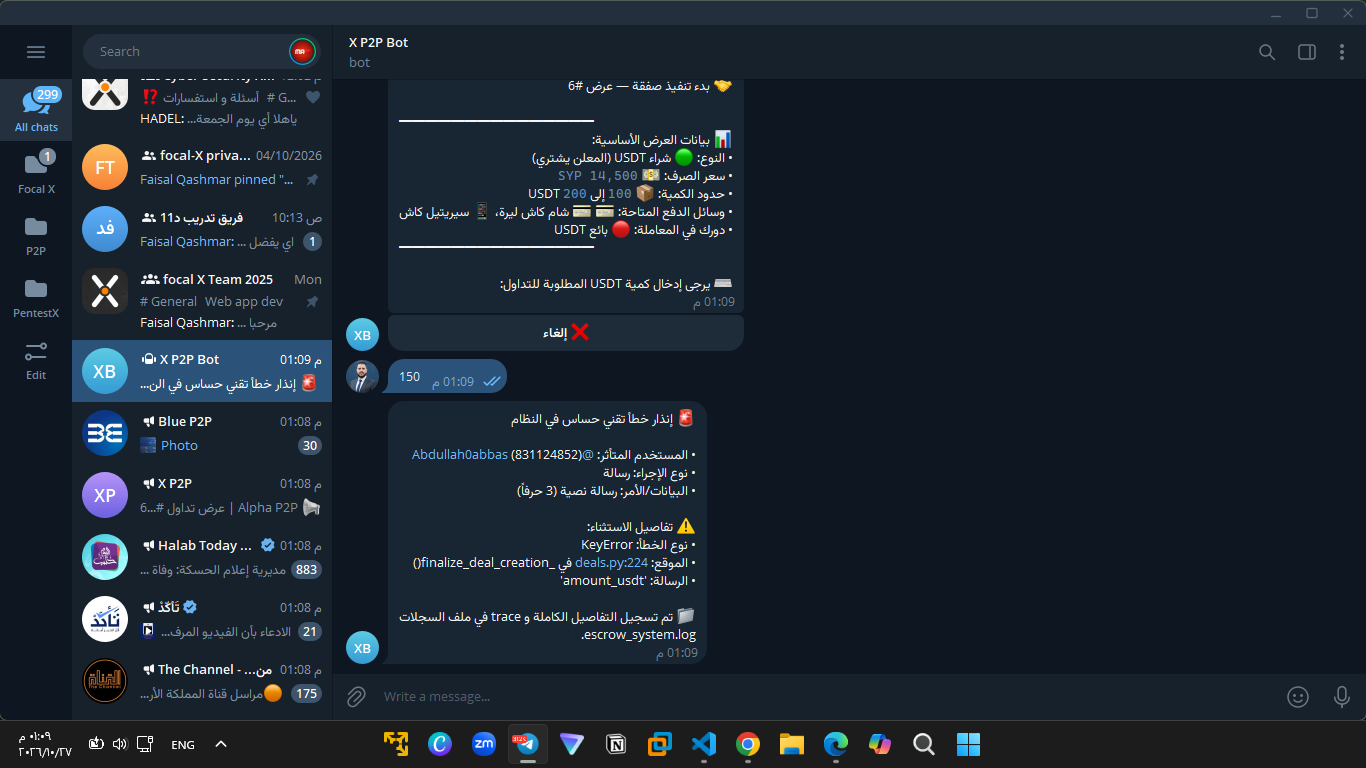 Search
X P2P Bot
bot
299
All chats
1
Focal X
P2P
PentestX
Edit
أسئلة و استفسارات # G...
HADEL: ياهلا أي يوم الجمعة...
FT
focal-X priva... 04/10/2026
Faisal Qashmar pinned "...
فد
فريق تدريب د11 10:13 ص
Faisal Qashmar: اي يفضل ...
1
focal X Team 2025 Mon
# General Web app dev
Faisal Qashmar: مرحبا ...
XB
X P2P Bot 01:09 م
🚨 إنذار خطأ تقني حساس في الن...
Blue P2P 01:08 م
Photo 30
XP
X P2P 01:08 م
Alpha P2P | عرض تداول #6...
Halab Today ... 01:08 م
مديرية إعلام الحسكة: وفاة ... 883
تَأكّدْ 01:08 م
الادعاء بأن الفيديو المرف... 21
The Channel - من... 01:08 م
🟠مراسل قناة المملكة الأر... 175
🤝 بدء تنفيذ صفقة — عرض #6
📊 بيانات العرض الأساسية:
• النوع: 🟢 شراء USDT (المعلن يشتري)
• سعر الصرف: 💵 14,500 SYP
• حدود الكمية: 📦 100 إلى 200 USDT
• وسائل الدفع المتاحة: 💳 💳 شام كاش ليرة، 📱 سيريتيل كاش
• دورك في المعاملة: 🔴 بائع USDT
⌨️ يرجى إدخال كمية USDT المطلوبة للتداول:
01:09 م
❌ إلغاء
XB
150 01:09 م
🚨 إنذار خطأ تقني حساس في النظام
• المستخدم المتأثر: @Abdullah0abbas (831124852)
• نوع الإجراء: رسالة
• البيانات/الأمر: رسالة نصية (3 حرفاً)
⚠️ تفاصيل الاستثناء:
• نوع الخطأ: KeyError
• الموقع: deals.py:224 في _finalize_deal_creation()
• الرسالة: 'amount_usdt'
📁 تم تسجيل التفاصيل الكاملة و trace في ملف السجلات
escrow_system.log.
01:09 م
XB
Write a message...
٠١:٠٩ م
٢٠٢٦/١٠/٢٧
ENG
zm